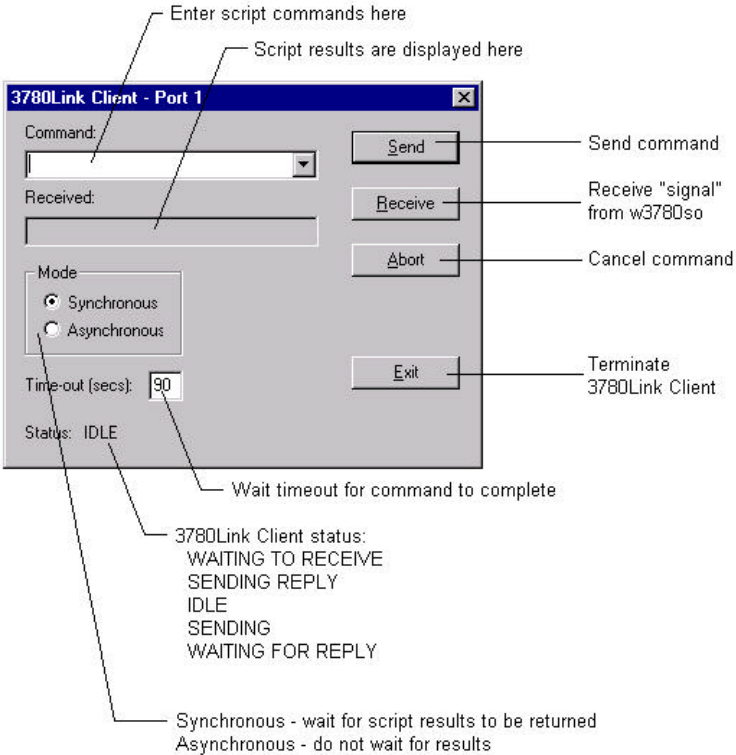 Enter script commands here
Script results are displayed here
3780Link Client - Port 1
Command:
Send
Send command
Received:
Receive
Receive "signal"
from w3780so
Abort
Cancel command
Mode
Synchronous
Asynchronous
Time-out (secs): 90
Exit
Terminate
3780Link Client
Status: IDLE
Wait timeout for command to complete
3780Link Client status:
WAITING TO RECEIVE
SENDING REPLY
IDLE
SENDING
WAITING FOR REPLY
Synchronous - wait for script results to be returned
Asynchronous - do not wait for results